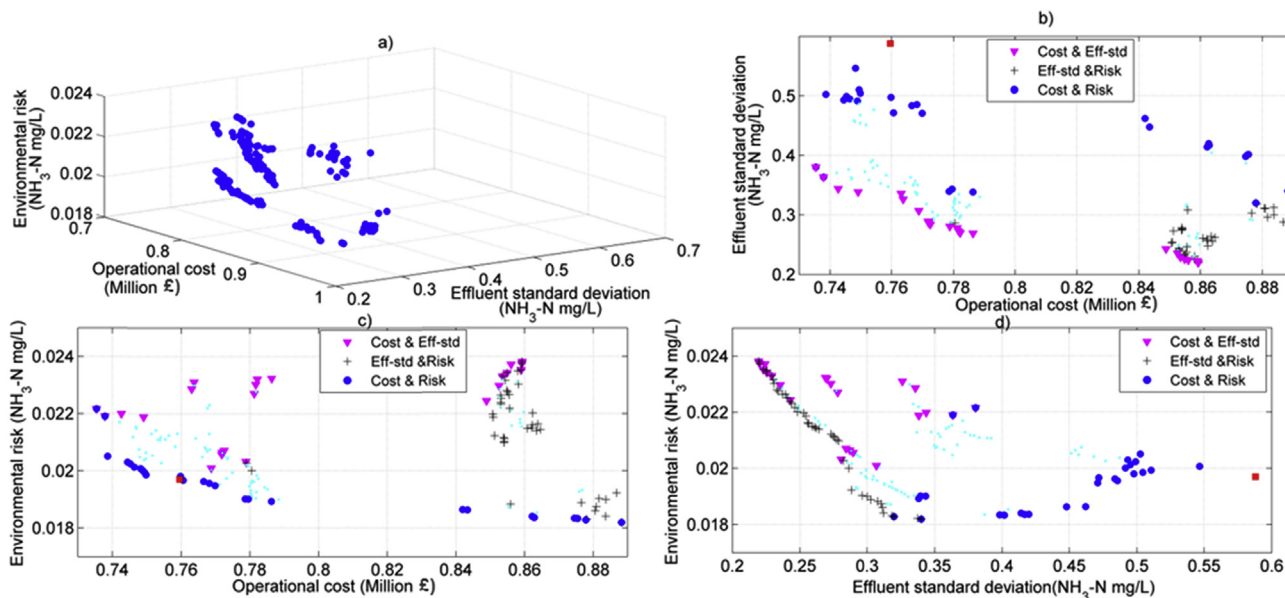 a)
Environmental risk
(NH3-N mg/L)
0.024
0.022
0.02
0.018
0.7
0.8
0.9
1
Operational cost
(Million £)
0.2
0.3
0.4
0.5
0.6
0.7
Effluent standard deviation
(NH3-N mg/L)
b)
Effluent standard deviation
(NH3-N mg/L)
0.5
0.4
0.3
0.2
Cost & Eff-std
Eff-std &Risk
Cost & Risk
0.74 0.76 0.78 0.8 0.82 0.84 0.86 0.88
Operational cost (Million £)
c)
Environmental risk (NH3-N mg/L)
0.024
0.022
0.02
0.018
Cost & Eff-std
Eff-std &Risk
Cost & Risk
0.74 0.76 0.78 0.8 0.82 0.84 0.86 0.88
Operational cost (Million £)
d)
Environmental risk (NH3-N mg/L)
0.024
0.022
0.02
0.018
Cost & Eff-std
Eff-std &Risk
Cost & Risk
0.2 0.25 0.3 0.35 0.4 0.45 0.5 0.55 0.6
Effluent standard deviation(NH3-N mg/L)